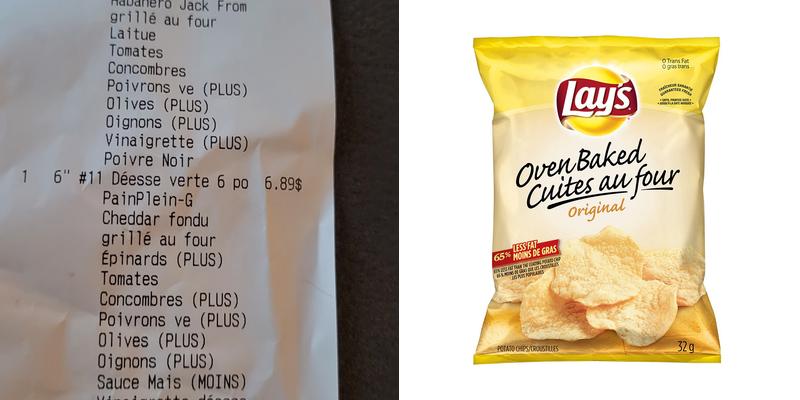 Habanero Jack From
grillé au four
Laitue
Tomates
Concombres
Poivrons ve (PLUS)
Olives (PLUS)
Oignons (PLUS)
Vinaigrette (PLUS)
Poivre Noir
1 6" #11 Déesse verte 6 po 6.89$
PainPlein-G
Cheddar fondu
grillé au four
Épinards (PLUS)
Tomates
Concombres (PLUS)
Poivrons ve (PLUS)
Olives (PLUS)
Oignons (PLUS)
Sauce Mais (MOINS)
0 Trans Fat
0 gras trans
Lay's
Oven Baked
Cuites au four
Original
65% LESS FAT
MOINS DE GRAS
POTATO CHIPS/CROUSTILLES
32 g